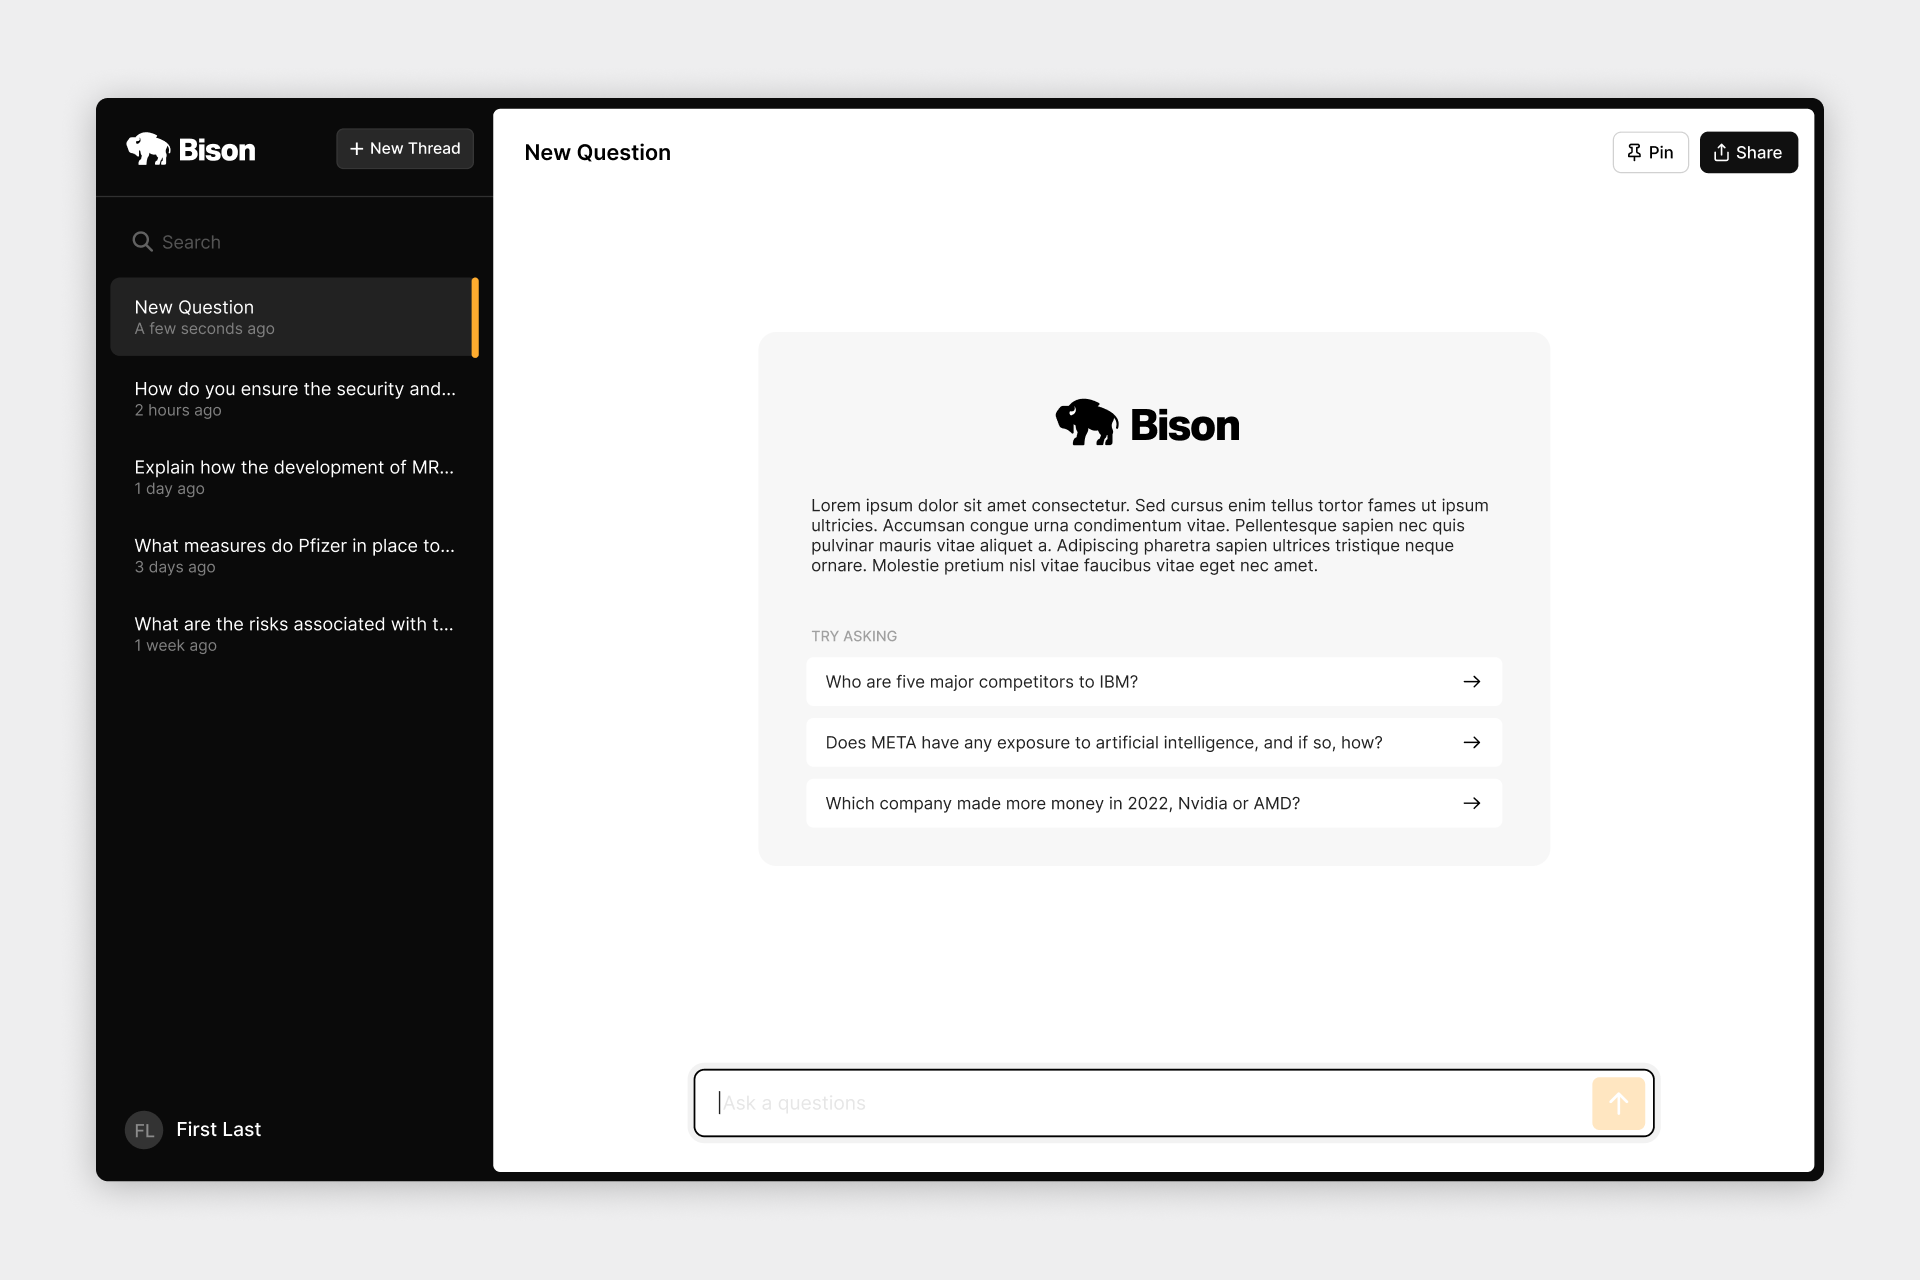 Bison
+ New Thread
Search
New Question
A few seconds ago
How do you ensure the security and...
2 hours ago
Explain how the development of MR...
1 day ago
What measures do Pfizer in place to...
3 days ago
What are the risks associated with t...
1 week ago
FL
First Last
New Question
Pin
Share
Bison
Lorem ipsum dolor sit amet consectetur. Sed cursus enim tellus tortor fames ut ipsum
ultricies. Accumsan congue urna condimentum vitae. Pellentesque sapien nec quis
pulvinar mauris vitae aliquet a. Adipiscing pharetra sapien ultrices tristique neque
ornare. Molestie pretium nisl vitae faucibus vitae eget nec amet.
TRY ASKING
Who are five major competitors to IBM?
Does META have any exposure to artificial intelligence, and if so, how?
Which company made more money in 2022, Nvidia or AMD?
Ask a questions